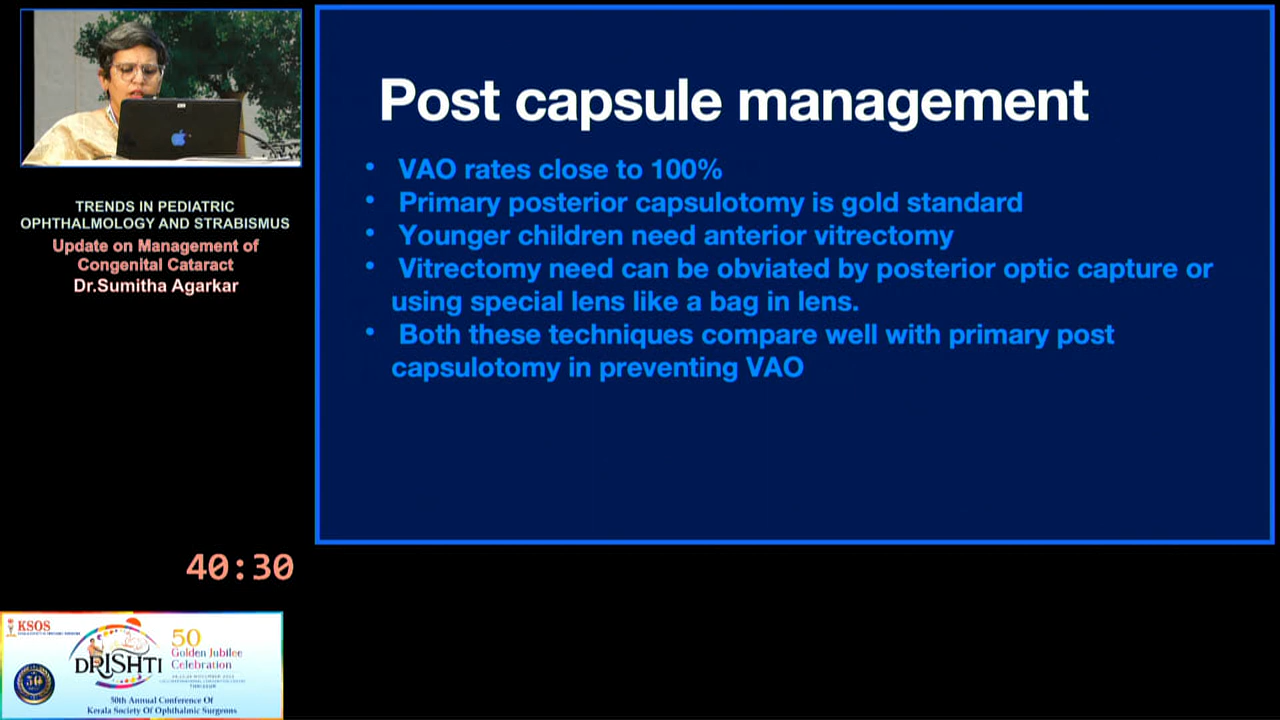 TRENDS IN PEDIATRIC
OPHTHALMOLOGY AND STRABISMUS
Update on Management of
Congenital Cataract
Dr.Sumitha Agarkar
Post capsule management
• VAO rates close to 100%
• Primary posterior capsulotomy is gold standard
• Younger children need anterior vitrectomy
• Vitrectomy need can be obviated by posterior optic capture or
using special lens like a bag in lens.
• Both these techniques compare well with primary post
capsulotomy in preventing VAO
40:30
KSOS
50
Golden Jubilee
Celebration
DRISHTI
THRISSUR
50
50th Annual Conference Of
Kerala Society Of Ophthalmic Surgeons